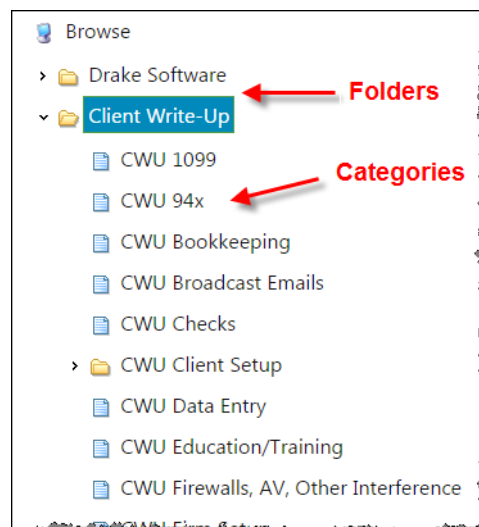 Browse
Drake Software
Folders
Client Write-Up
CWU 1099
Categories
CWU 94x
CWU Bookkeeping
CWU Broadcast Emails
CWU Checks
CWU Client Setup
CWU Data Entry
CWU Education/Training
CWU Firewalls, AV, Other Interference